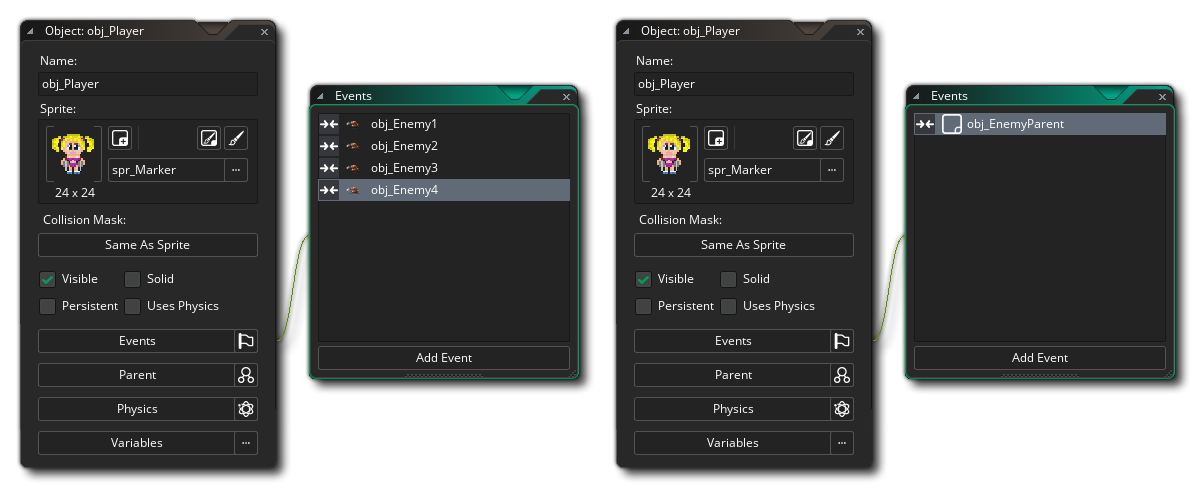 Object: obj_Player
Name:
obj_Player
Sprite:
spr_Marker
...
24 x 24
Collision Mask:
Same As Sprite
Visible
Solid
Persistent
Uses Physics
Events
Parent
Physics
Variables
...
Events
obj_Enemy1
obj_Enemy2
obj_Enemy3
obj_Enemy4
Add Event
Object: obj_Player
Name:
obj_Player
Sprite:
spr_Marker
...
24 x 24
Collision Mask:
Same As Sprite
Visible
Solid
Persistent
Uses Physics
Events
Parent
Physics
Variables
...
Events
obj_EnemyParent
Add Event